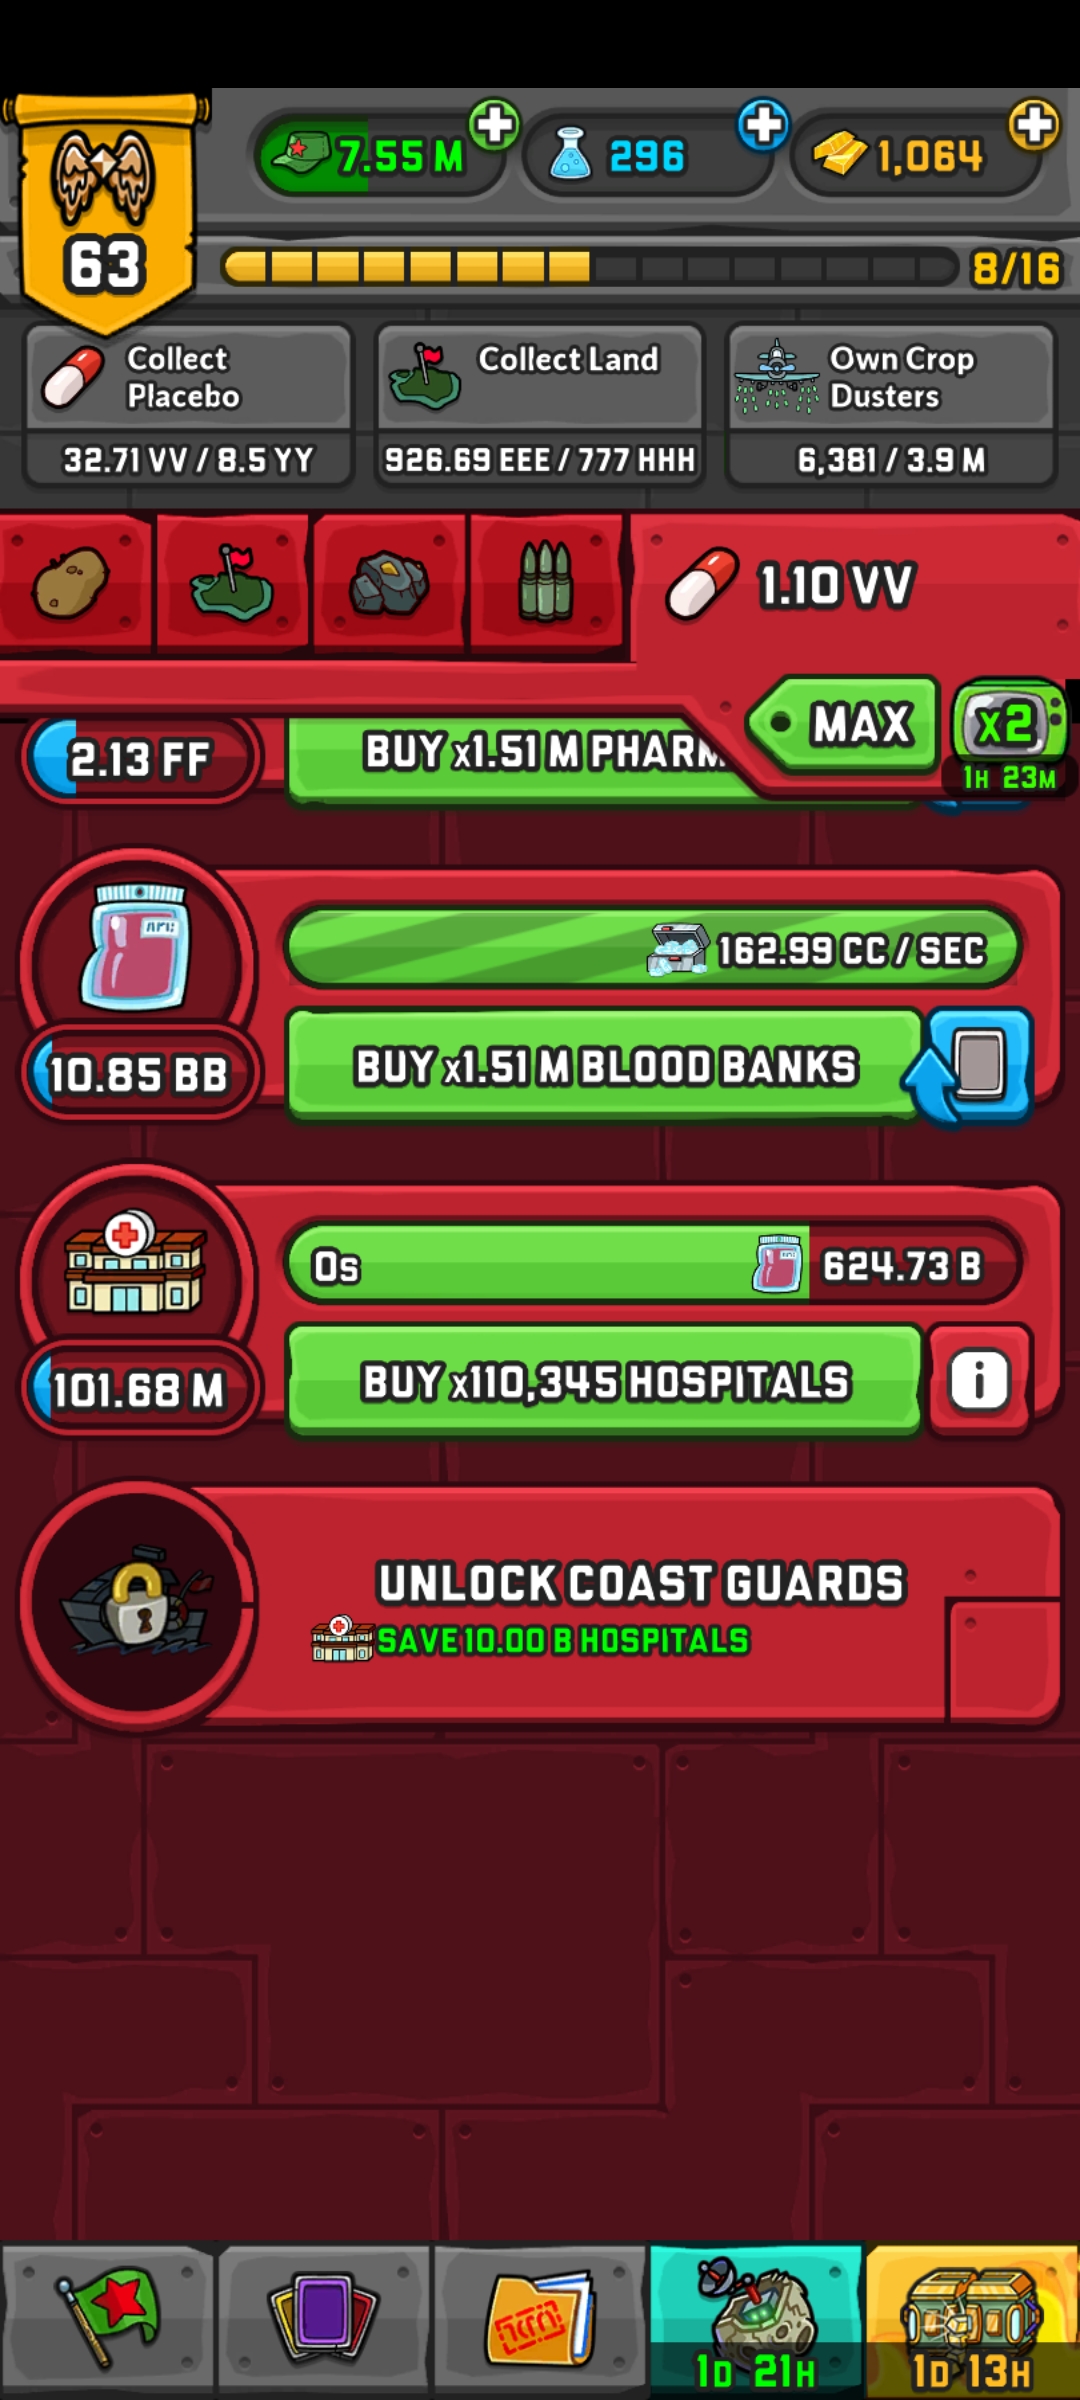 7.55 M
296
1,064
63
8/16
Collect
Placebo
32.71 VV / 8.5 YY
Collect Land
926.69 EEE / 777 HHH
Own Crop
Dusters
6,381 / 3.9 M
1.10 VV
MAX
x2
1H 23M
2.13 FF
BUY x1.51 M PHARM
162.99 CC / SEC
10.85 BB
BUY x1.51 M BLOOD BANKS
0s
624.73 B
101.68 M
BUY x110,345 HOSPITALS
i
UNLOCK COAST GUARDS
SAVE 10.00 B HOSPITALS
1D 21H
1D 13H